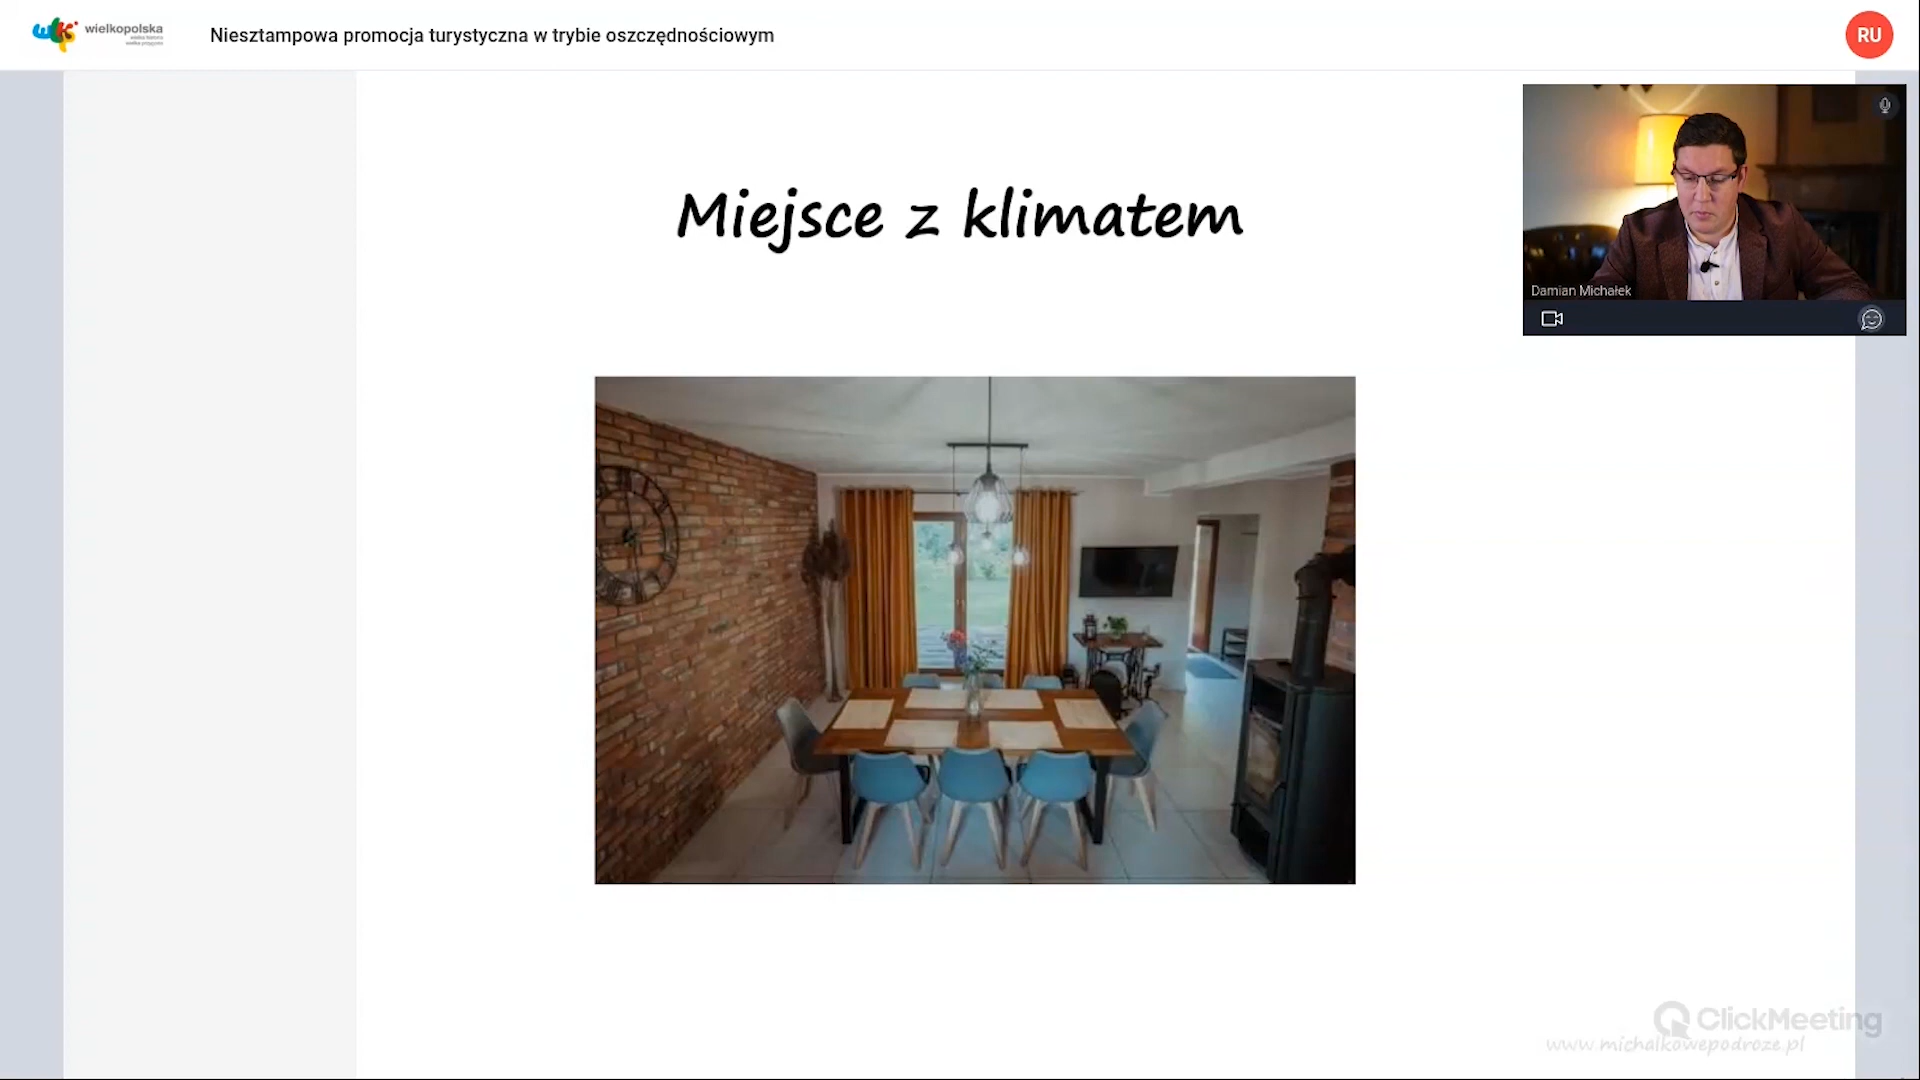 wielkopolska
Niesztampowa promocja turystyczna w trybie oszczędnościowym
RU
Miejsce z klimatem
Damian Michałek
ClickMeeting
www.michalkowepodroze.pl